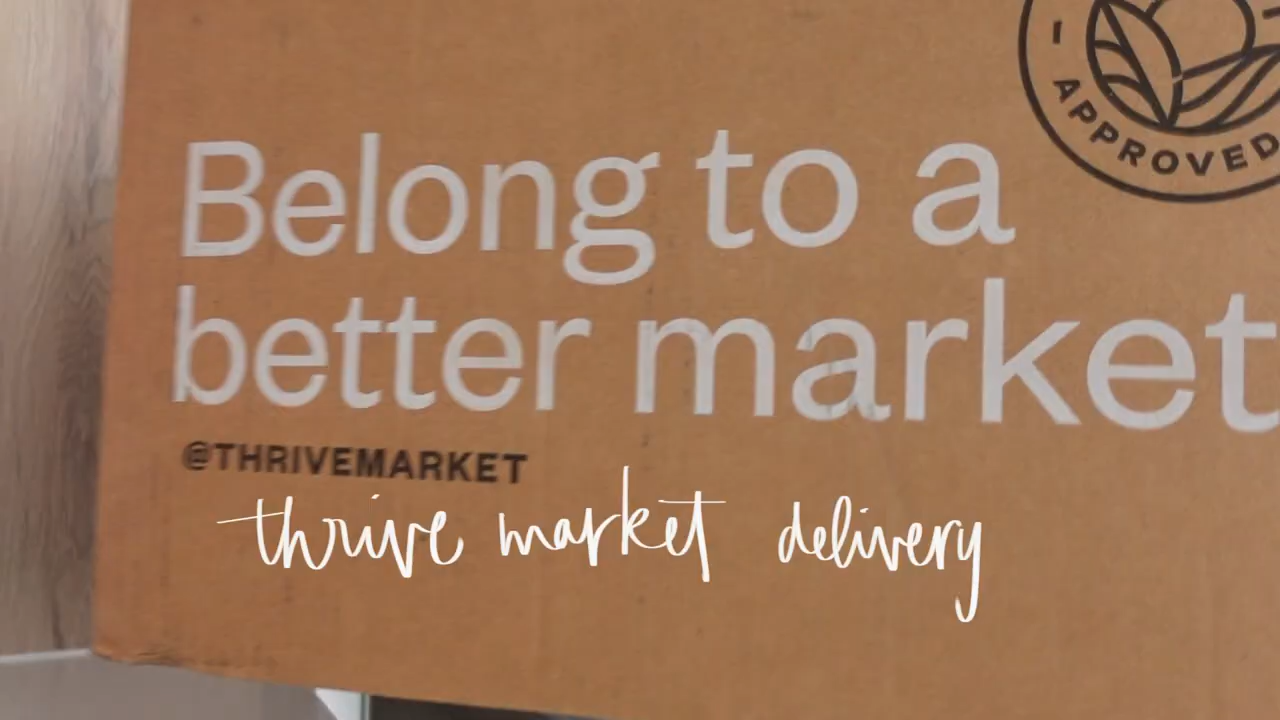 APPROVED
Belong to a
better market
@THRIVEMARKET
thrive market delivery